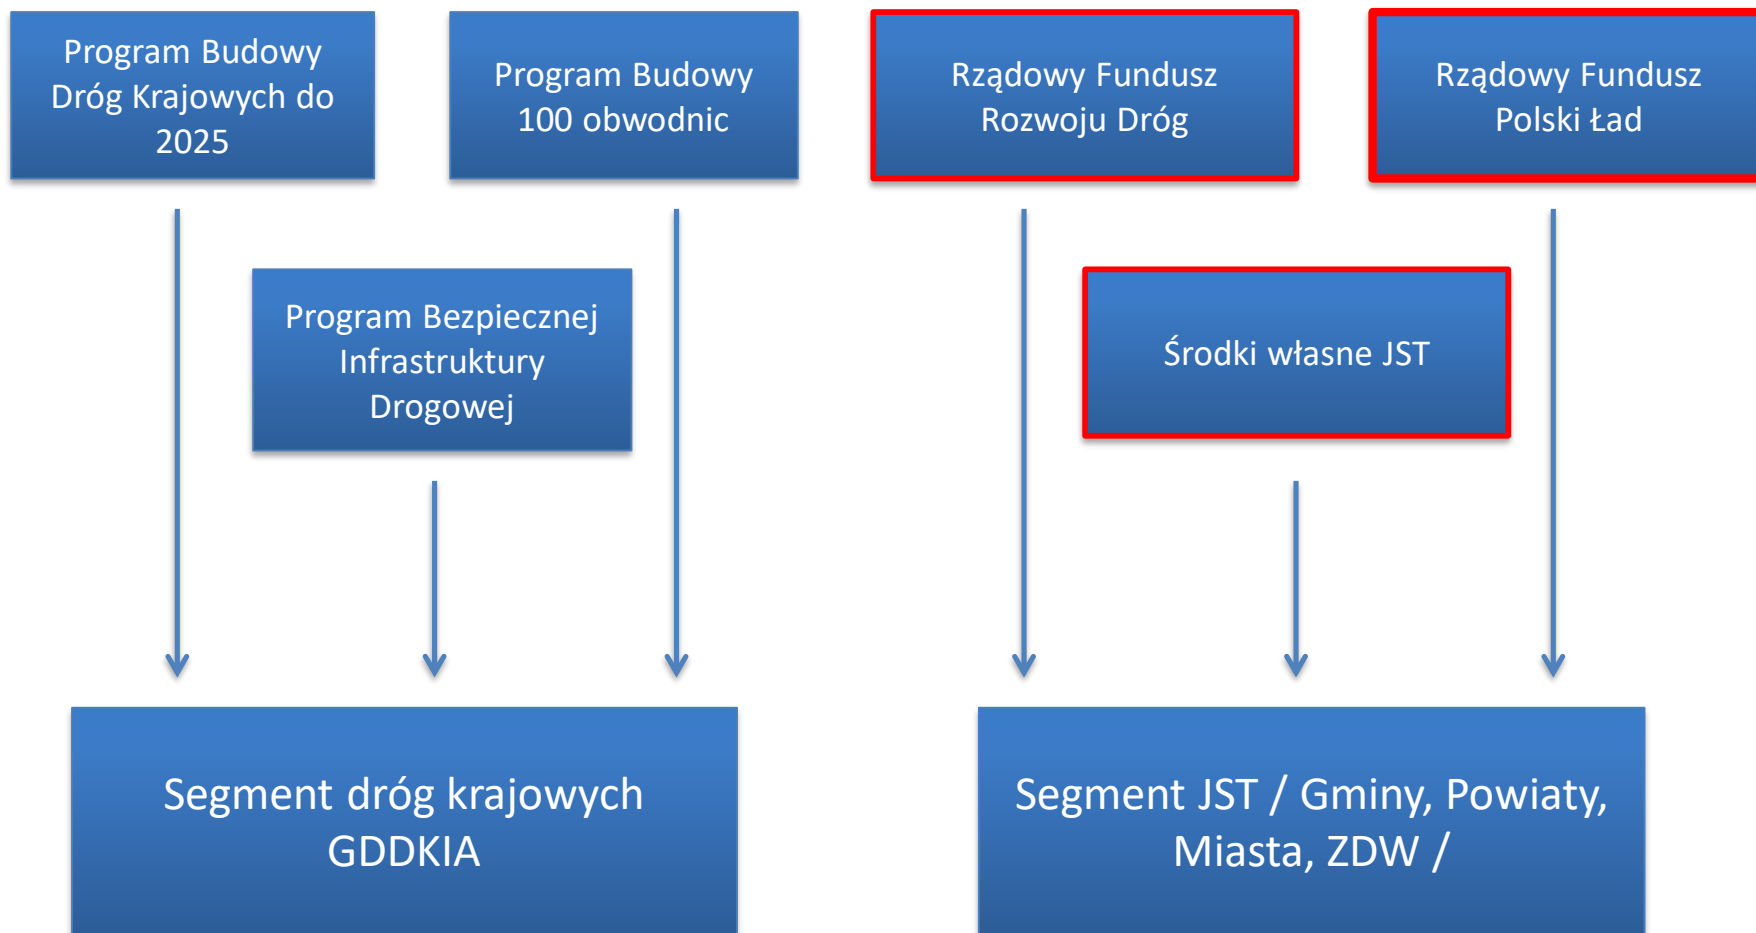 Program Budowy
Dróg Krajowych do
2025
Program Budowy
100 obwodnic
Rządowy Fundusz
Rozwoju Dróg
Rządowy Fundusz
Polski Ład
Program Bezpiecznej
Infrastruktury
Drogowej
Środki własne JST
Segment dróg krajowych
GDDKIA
Segment JST / Gminy, Powiaty,
Miasta, ZDW /